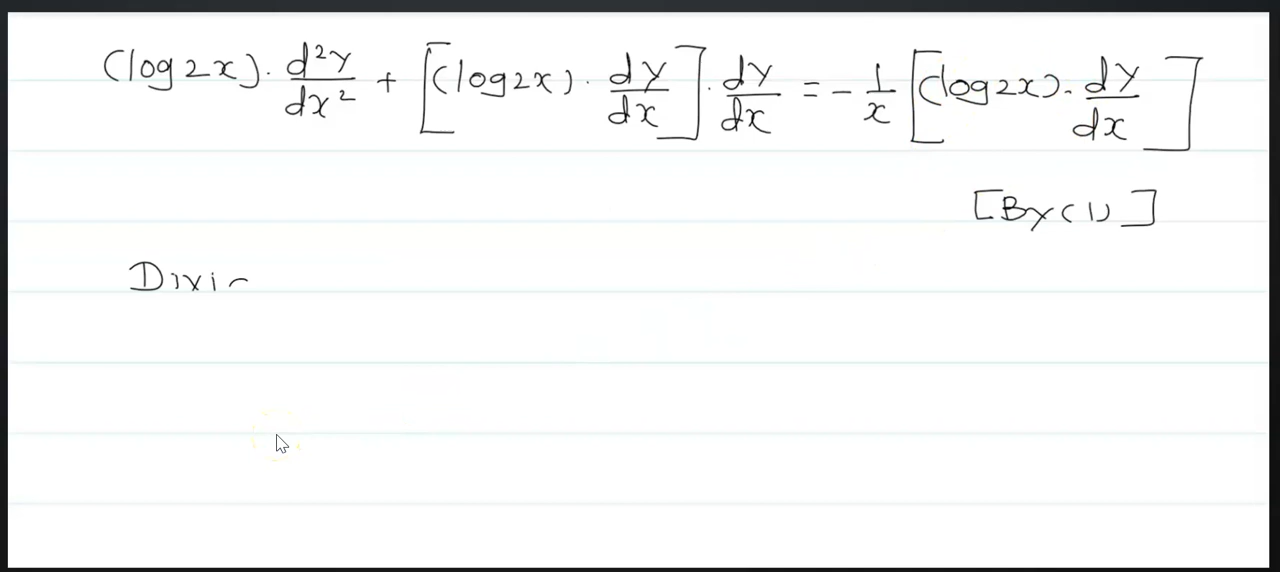 (log 2x) · d²y/dx² + [(log 2x) · dy/dx] · dy/dx = - 1/x [(log 2x) · dy/dx]
[By (1)]